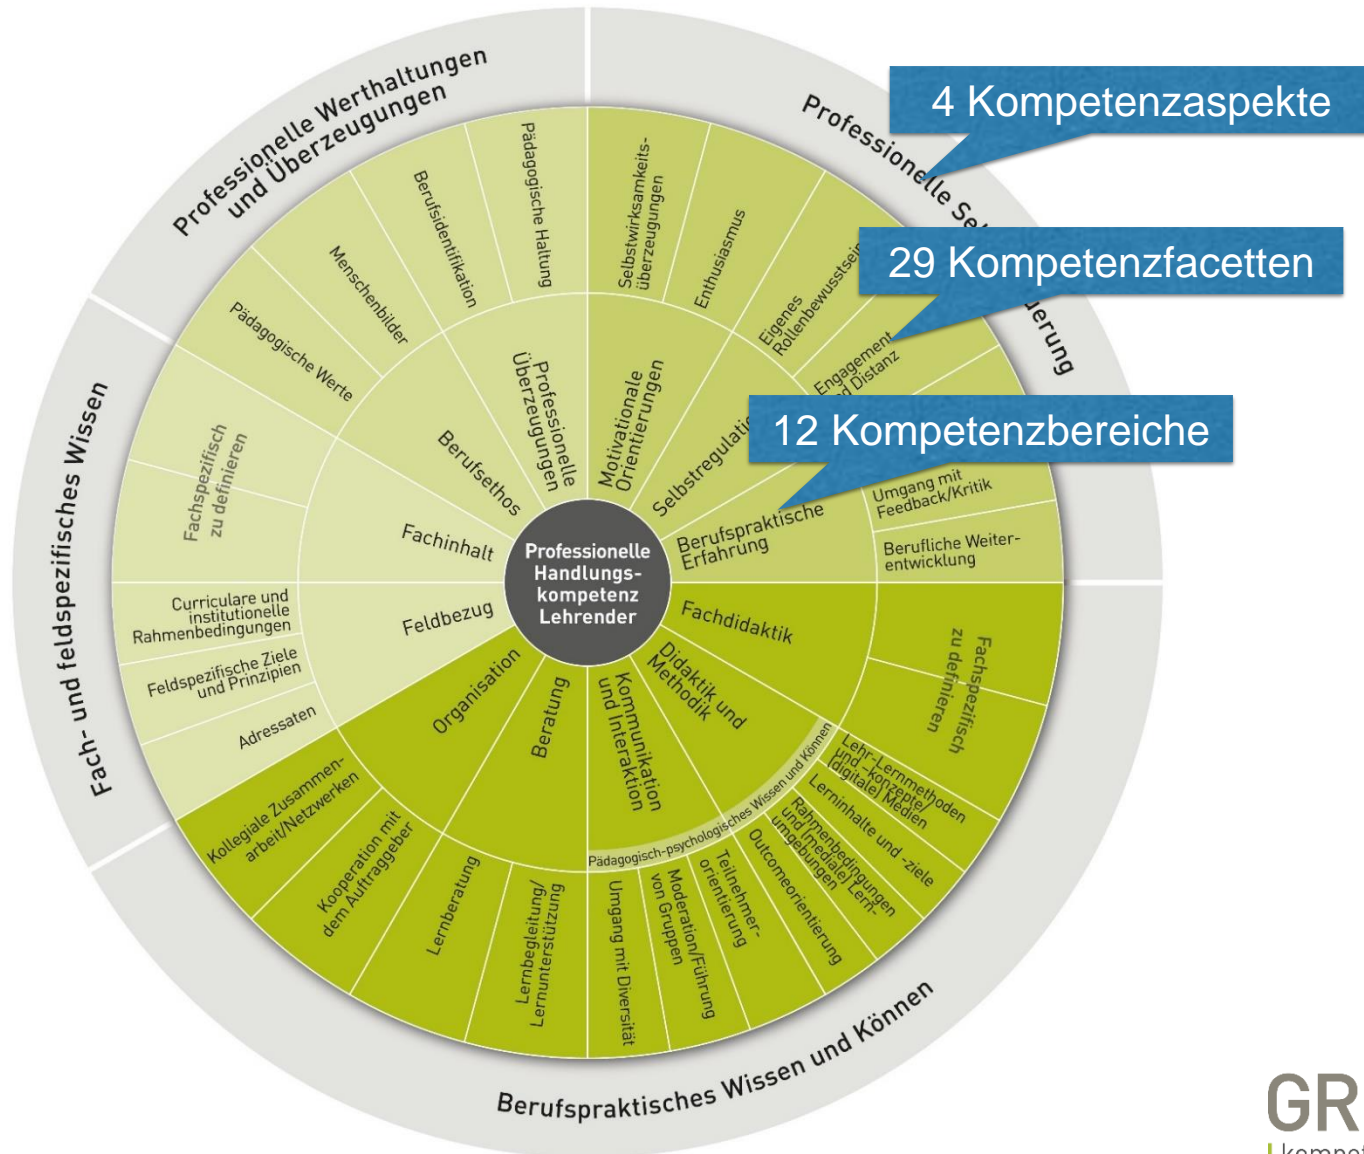 Professionelle Werthaltungen
und Überzeugungen
Professionelle
4 Kompetenzaspekte
29 Kompetenzfacetten
12 Kompetenzbereiche
Pädagogische Werte
Menschenbilder
Berufsidentifikation
Pädagogische Haltung
Selbstwirksamkeits-
überzeugungen
Enthusiasmus
Eigenes
Rollenbewusstsein
Engagement
Distanz
Umgang mit
Feedback/Kritik
Berufliche Weiter-
entwicklung
Berufsethos
Professionelle
Überzeugungen
Motivationale
Orientierungen
Berufspraktische
Erfahrung
Professionelle
Handlungs-
kompetenz
Lehrender
Fach- und feldspezifisches Wissen
Fachspezifisch
zu definieren
Fachinhalt
Feldbezug
Curriculare und
institutionelle
Rahmenbedingungen
Feldspezifische Ziele
und Prinzipien
Adressaten
Organisation
Beratung
Kommunikation
und Interaktion
Didaktik und
Methodik
Fachdidaktik
Fachspezifisch
zu definieren
Pädagogisch-psychologisches Wissen und Können
Kollegiale Zusammen-
arbeit/Netzwerken
Kooperation mit
dem Auftraggeber
Lernberatung
Lernbegleitung/
Lernunterstützung
Umgang mit Diversität
Moderation/Führung
von Gruppen
Teilnehmer-
orientierung
Outcomeorientierung
Rahmenbedingungen
und (mediale) Lern-
umgebungen
Lerninhalte und -ziele
Lehr-Lernmethoden
und -konzepte/
(digitale) Medien
Berufspraktisches Wissen und Können
GR